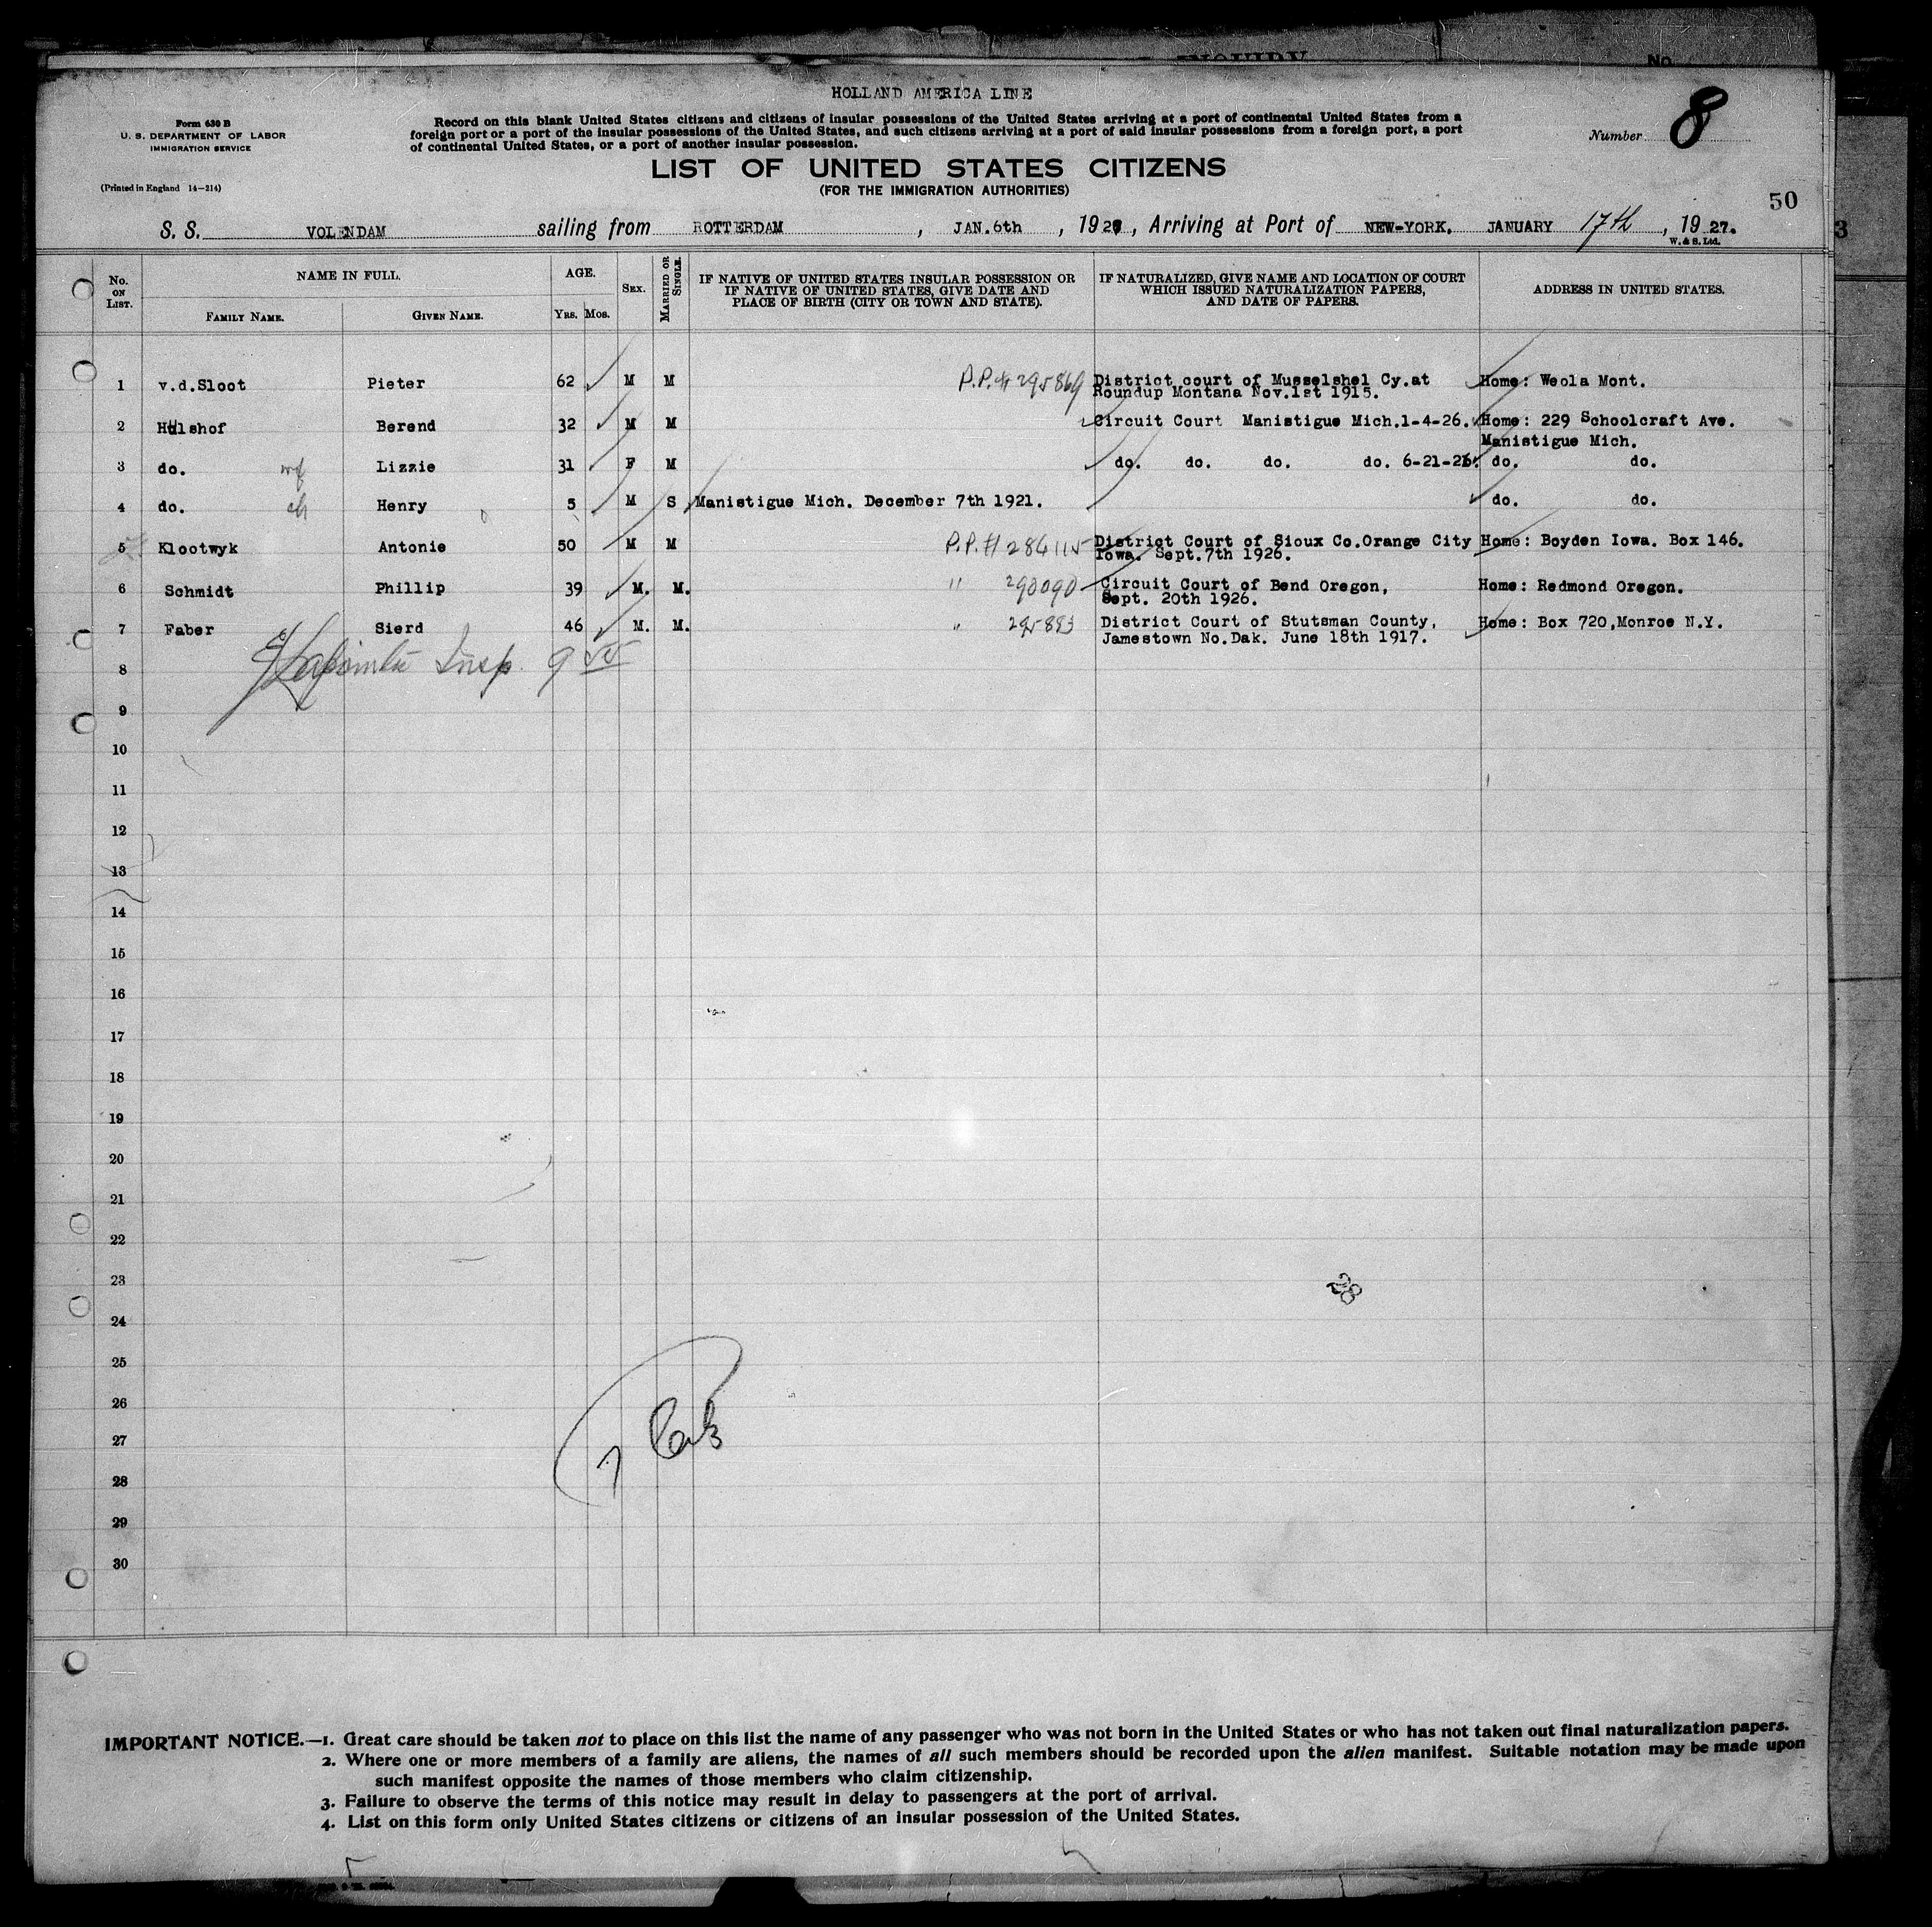 HOLLAND AMERICA LINE
Form 630 B
U. S. DEPARTMENT OF LABOR
IMMIGRATION SERVICE
(Printed in England 14—214)
Record on this blank United States citizens and citizens of insular possessions of the United States arriving at a port of continental United States from a
foreign port or a port of the insular possessions of the United States, and such citizens arriving at a port of said insular possessions from a foreign port, a port
of continental United States, or a port of another insular possession.
Number 8
LIST OF UNITED STATES CITIZENS
(FOR THE IMMIGRATION AUTHORITIES)
50
S. S. VOLENDAM sailing from ROTTERDAM , JAN.6th , 1927, Arriving at Port of NEW-YORK. JANUARY 17th , 19 27.
W. & S. Ltd.
3
No. ON LIST. NAME IN FULL. AGE. SEX. MARRIED OR SINGLE. IF NATIVE OF UNITED STATES INSULAR POSSESSION OR IF NATIVE OF UNITED STATES, GIVE DATE AND PLACE OF BIRTH (CITY OR TOWN AND STATE). IF NATURALIZED, GIVE NAME AND LOCATION OF COURT WHICH ISSUED NATURALIZATION PAPERS, AND DATE OF PAPERS. ADDRESS IN UNITED STATES.
FAMILY NAME. GIVEN NAME. YRS. MOS.
1 v.d.Sloot Pieter 62 M M P.P.# 295869 District court of Musselshel Cy.at Home: Weola Mont.
Roundup Montana Nov.1st 1915.
2 Hulshof Berend 32 M M Circuit Court Manistigue Mich.1-4-26. Home: 229 Schoolcraft Ave.
Manistigue Mich.
3 do. wf Lizzie 31 F M do. do. do. do. 6-21-26. do. do.
4 do. ch Henry 5 M S Manistigue Mich. December 7th 1921. do. do.
5 Klootwyk Antonie 50 M M P.P.# 284115 District Court of Sioux Co.Orange City Home: Boyden Iowa. Box 146.
Iowa. Sept.7th 1926.
6 Schmidt Phillip 39 M. M. " 290090 Circuit Court of Bend Oregon, Home: Redmond Oregon.
Sept. 20th 1926.
7 Faber Sierd 46 M. M. " 295893 District Court of Stutsman County, Home: Box 720,Monroe N.Y.
Jamestown No.Dak. June 18th 1917.
8 Insp.
9
10
11
12
13
14
15
16
17
18
19
20
21
22
23
24
25
26
27 7
28
29
30
IMPORTANT NOTICE.—1. Great care should be taken not to place on this list the name of any passenger who was not born in the United States or who has not taken out final naturalization papers.
2. Where one or more members of a family are aliens, the names of all such members should be recorded upon the alien manifest. Suitable notation may be made upon
such manifest opposite the names of those members who claim citizenship.
3. Failure to observe the terms of this notice may result in delay to passengers at the port of arrival.
4. List on this form only United States citizens or citizens of an insular possession of the United States.